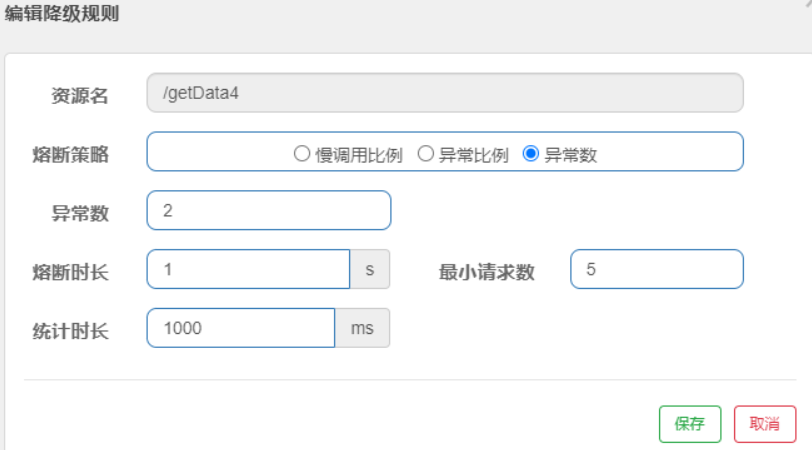 编辑降级规则
资源名 /getData4
熔断策略 慢调用比例 异常比例 异常数
异常数 2
熔断时长 1 s 最小请求数 5
统计时长 1000 ms
保存 取消